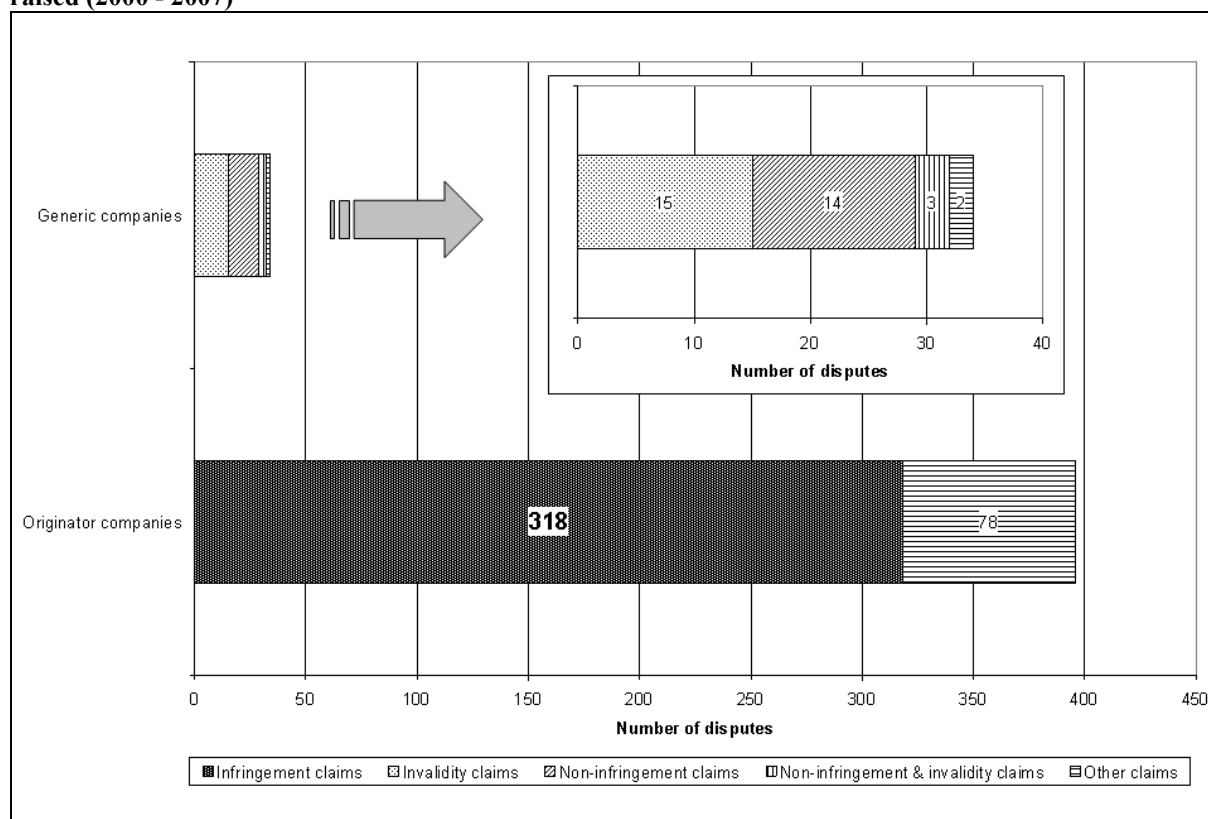 raised (2000 - 2007)
Generic companies
15 14 3 2
0 10 20 30 40
Number of disputes
Originator companies
318 78
0 50 100 150 200 250 300 350 400 450
Number of disputes
Infringement claims Invalidity claims Non-infringement claims Non-infringement & invalidity claims Other claims